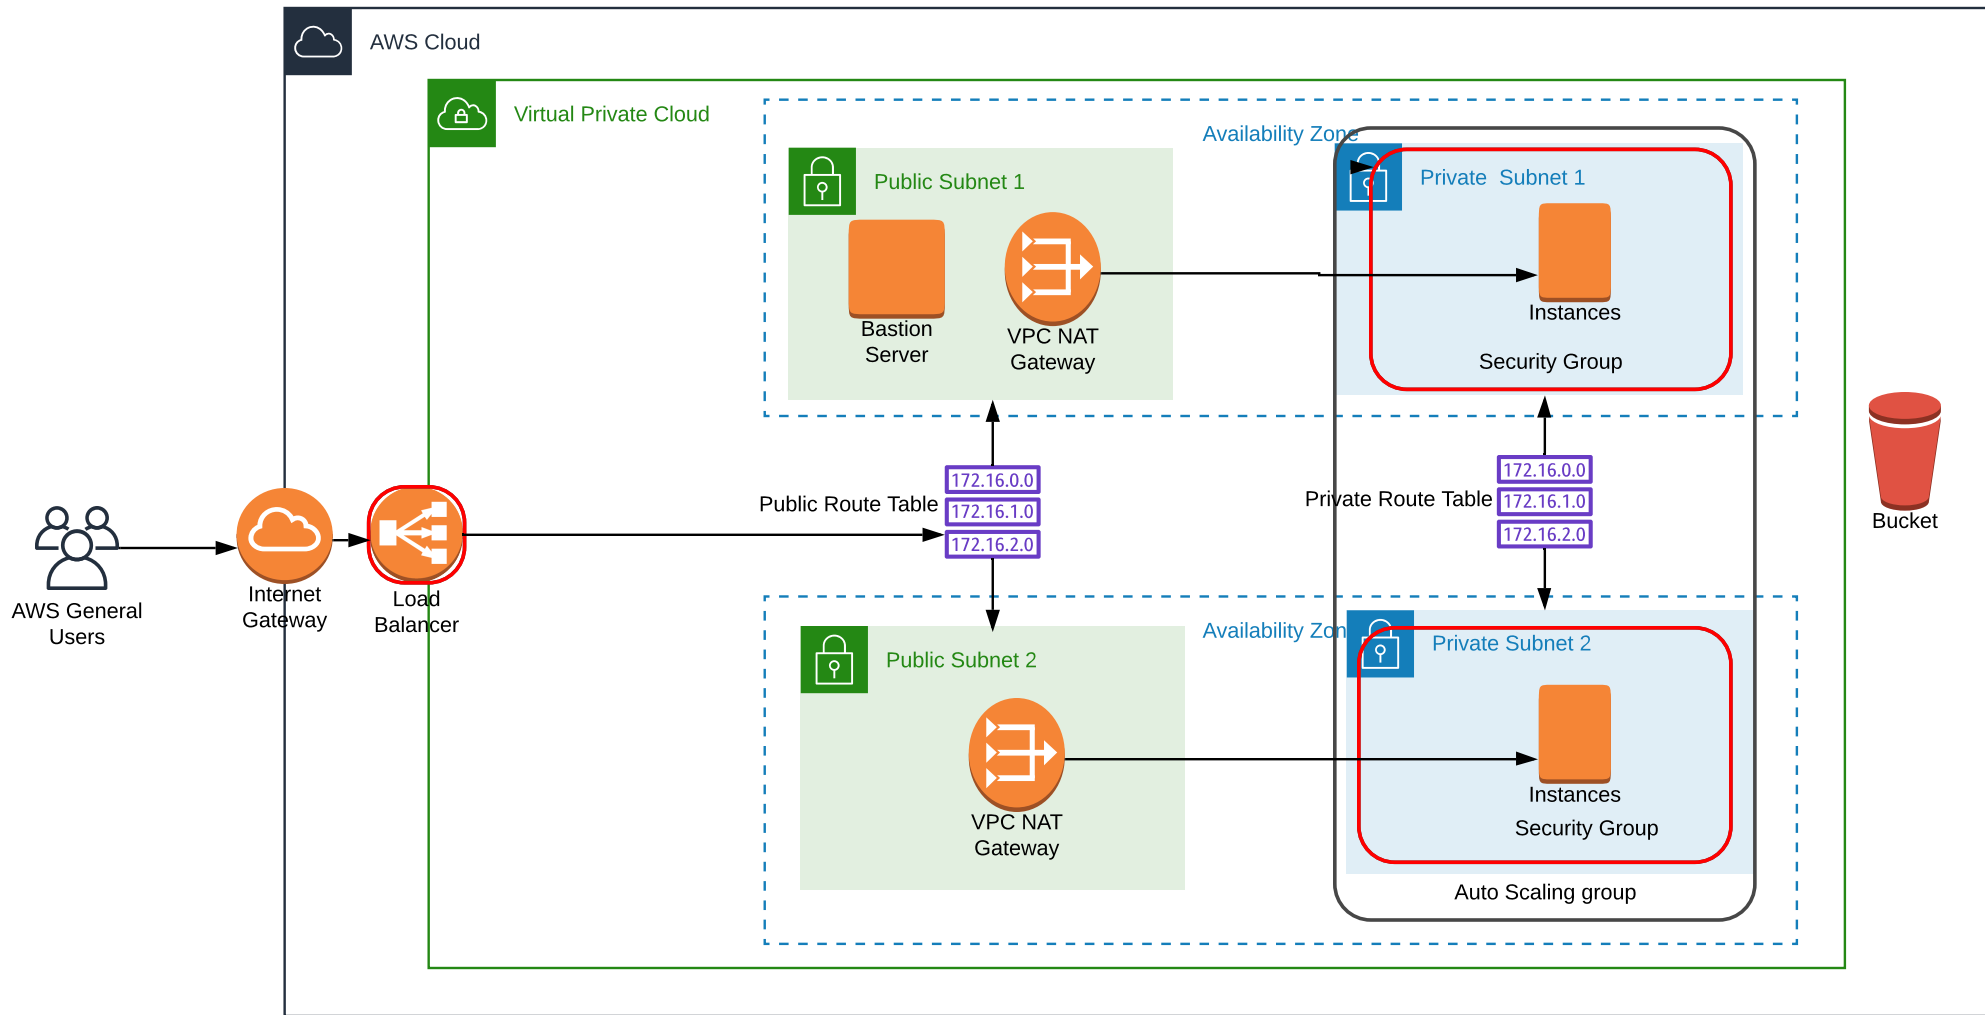 AWS Cloud
Virtual Private Cloud
Availability Zone
Public Subnet 1
Private  Subnet 1
Bastion
Server
VPC NAT
Gateway
Instances
Security Group
172.16.0.0
172.16.1.0
172.16.2.0
Public Route Table
Private Route Table
172.16.0.0
172.16.1.0
172.16.2.0
Bucket
AWS General
Users
Internet
Gateway
Load
Balancer
Availability Zon
Public Subnet 2
Private Subnet 2
VPC NAT
Gateway
Instances
Security Group
Auto Scaling group